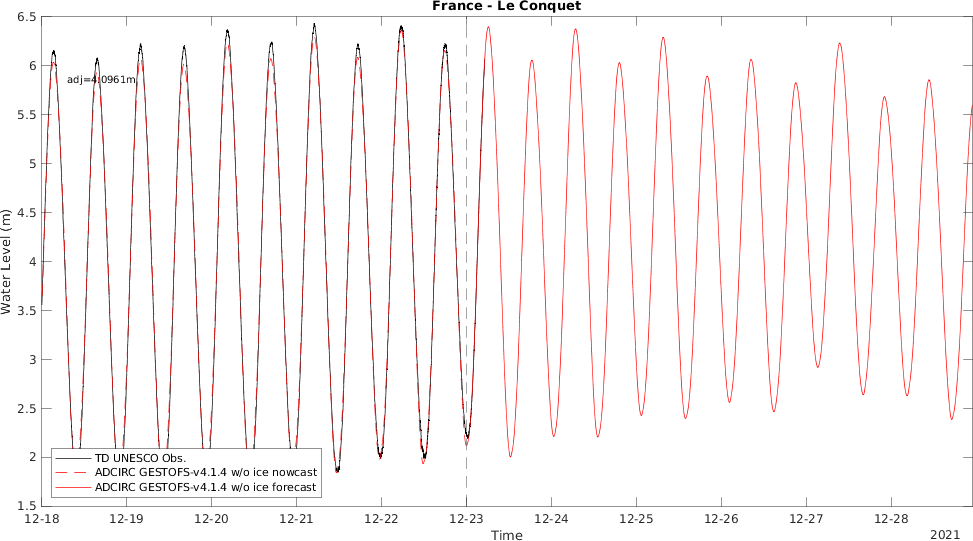 France - Le Conquet
6.5
6
5.5
5
4.5
4
3.5
3
2.5
2
1.5
Water Level (m)
adj=4.0961m
TD UNESCO Obs.
ADCIRC GESTOFS-v4.1.4 w/o ice nowcast
ADCIRC GESTOFS-v4.1.4 w/o ice forecast
12-18 12-19 12-20 12-21 12-22 12-23 12-24 12-25 12-26 12-27 12-28
Time
2021